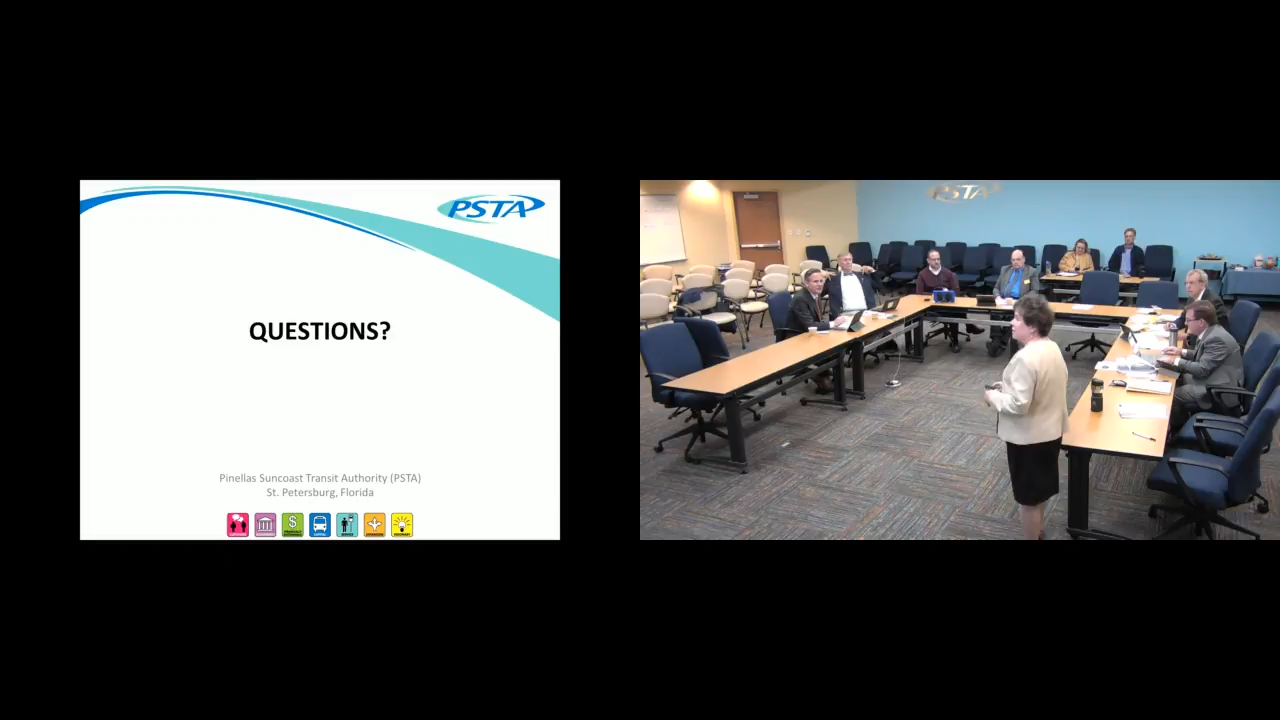 PSTA
QUESTIONS?
Pinellas Suncoast Transit Authority (PSTA)
St. Petersburg, Florida
PSTA